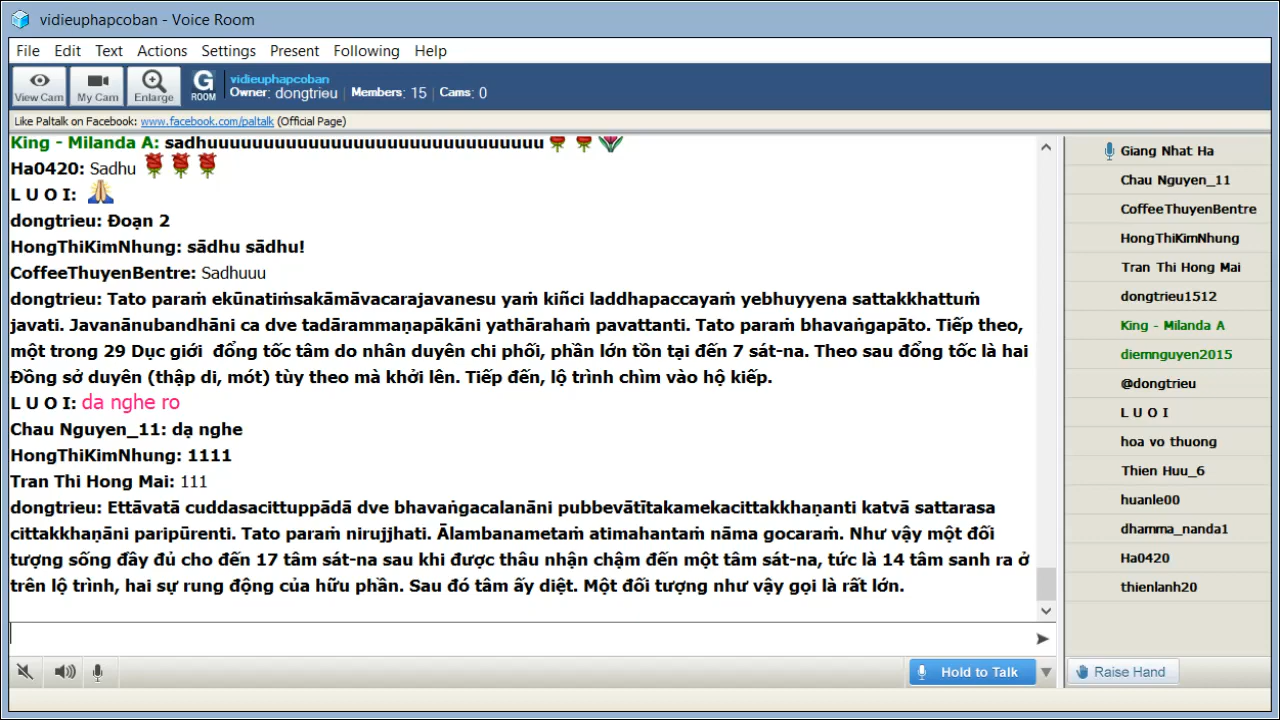 vidieuphapcoban - Voice Room
File Edit Text Actions Settings Present Following Help
View Cam My Cam Enlarge G ROOM
vidieuphapcoban
Owner: dongtrieu | Members: 15 | Cams: 0
Like Paltalk on Facebook: www.facebook.com/paltalk (Official Page)
King - Milanda A: sadhuuuuuuuuuuuuuuuuuuuuuuuuuuuuuu
Ha0420: Sadhu
L U O I:
dongtrieu: Đoạn 2
HongThiKimNhung: sādhu sādhu!
CoffeeThuyenBentre: Sadhuuu
dongtrieu: Tato paraṁ ekūnatiṁsakāmāvacarajavanesu yaṁ kiñci laddhapaccayaṁ yebhuyyena sattakkhattuṁ
javati. Javanānubandhāni ca dve tadārammaṇapākāni yathārahaṁ pavattanti. Tato paraṁ bhavaṅgapāto. Tiếp theo,
một trong 29 Dục giới đổng tốc tâm do nhân duyên chi phối, phần lớn tồn tại đến 7 sát-na. Theo sau đổng tốc là hai
Đồng sở duyên (thập di, mót) tùy theo mà khởi lên. Tiếp đến, lộ trình chìm vào hộ kiếp.
L U O I: da nghe ro
Chau Nguyen_11: dạ nghe
HongThiKimNhung: 1111
Tran Thi Hong Mai: 111
dongtrieu: Ettāvatā cuddasacittuppādā dve bhavaṅgacalanāni pubbevātītakamekacittakkhaṇanti katvā sattarasa
cittakkhaṇāni paripūrenti. Tato paraṁ nirujjhati. Ālambanametaṁ atimahantaṁ nāma gocaraṁ. Như vậy một đối
tượng sống đầy đủ cho đến 17 tâm sát-na sau khi được thâu nhận chậm đến một tâm sát-na, tức là 14 tâm sanh ra ở
trên lộ trình, hai sự rung động của hữu phần. Sau đó tâm ấy diệt. Một đối tượng như vậy gọi là rất lớn.
Hold to Talk
Giang Nhat Ha
Chau Nguyen_11
CoffeeThuyenBentre
HongThiKimNhung
Tran Thi Hong Mai
dongtrieu1512
King - Milanda A
diemnguyen2015
@dongtrieu
L U O I
hoa vo thuong
Thien Huu_6
huanle00
dhamma_nanda1
Ha0420
thienlanh20
Raise Hand